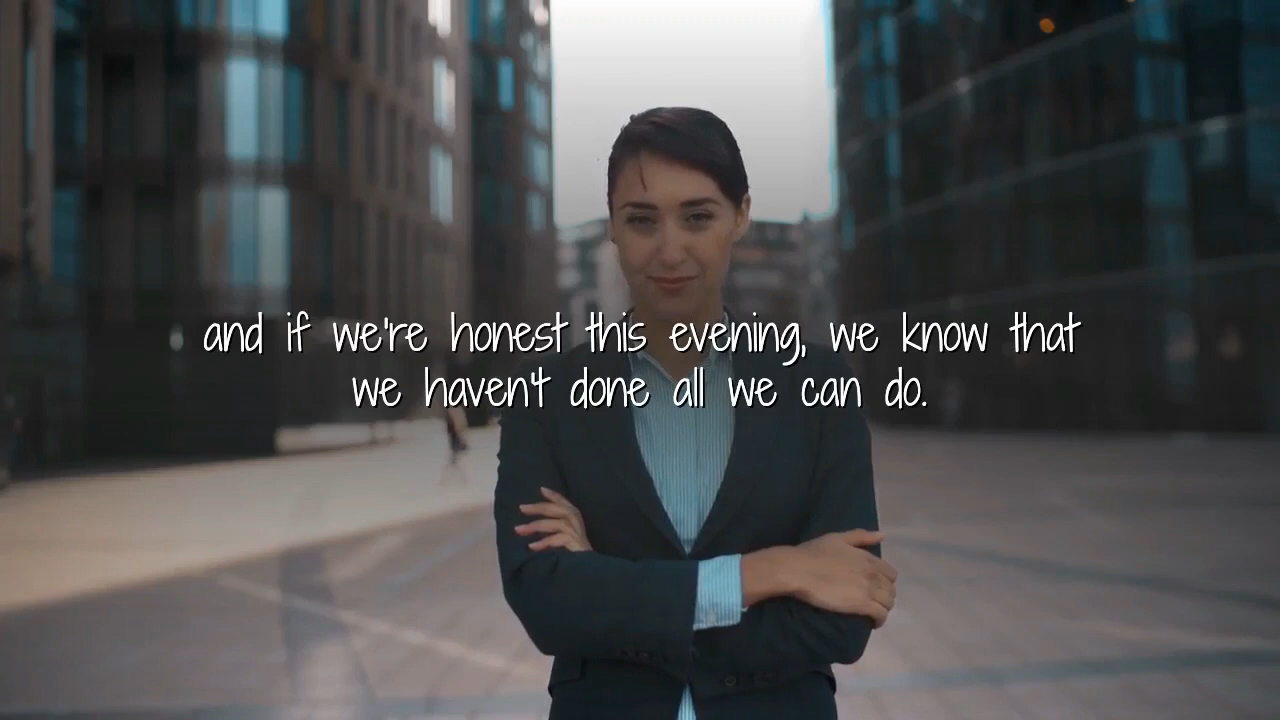 and if we're honest this evening, we know that
we haven't done all we can do.